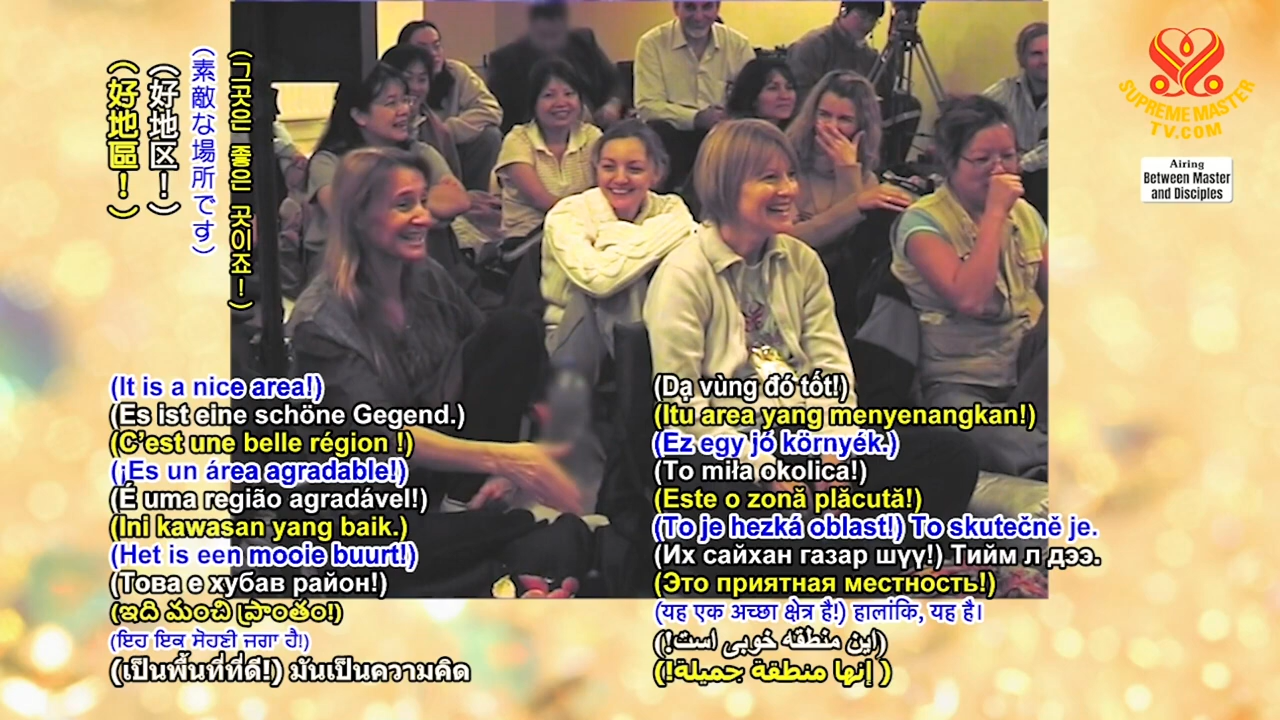 (그곳은 좋은 곳이죠!)
(素敵な場所です)
(好地区!)
(好地區!)
SUPREME MASTER
TV.COM
Airing
Between Master
and Disciples
(It is a nice area!)
(Es ist eine schöne Gegend.)
(C'est une belle région !)
(¡Es un área agradable!)
(É uma região agradável!)
(Ini kawasan yang baik.)
(Het is een mooie buurt!)
(Това е хубав район!)
(ఇది మంచి ప్రాంతం!)
(ਇਹ ਇਕ ਸੋਹਣੀ ਜਗਾ ਹੈ!)
(เป็นพื้นที่ที่ดี!) มันเป็นความคิด
(Dạ vùng đó tốt!)
(Itu area yang menyenangkan!)
(Ez egy jó környék.)
(To miła okolica!)
(Este o zonă plăcută!)
(To je hezká oblast!) To skutečně je.
(Их сайхан газар шүү!) Тийм л дээ.
(Это приятная местность!)
(यह एक अच्छा क्षेत्र है!) हालांकि, यह है।
(این منطقه خوبی است!)
( إنها منطقة جميلة!)